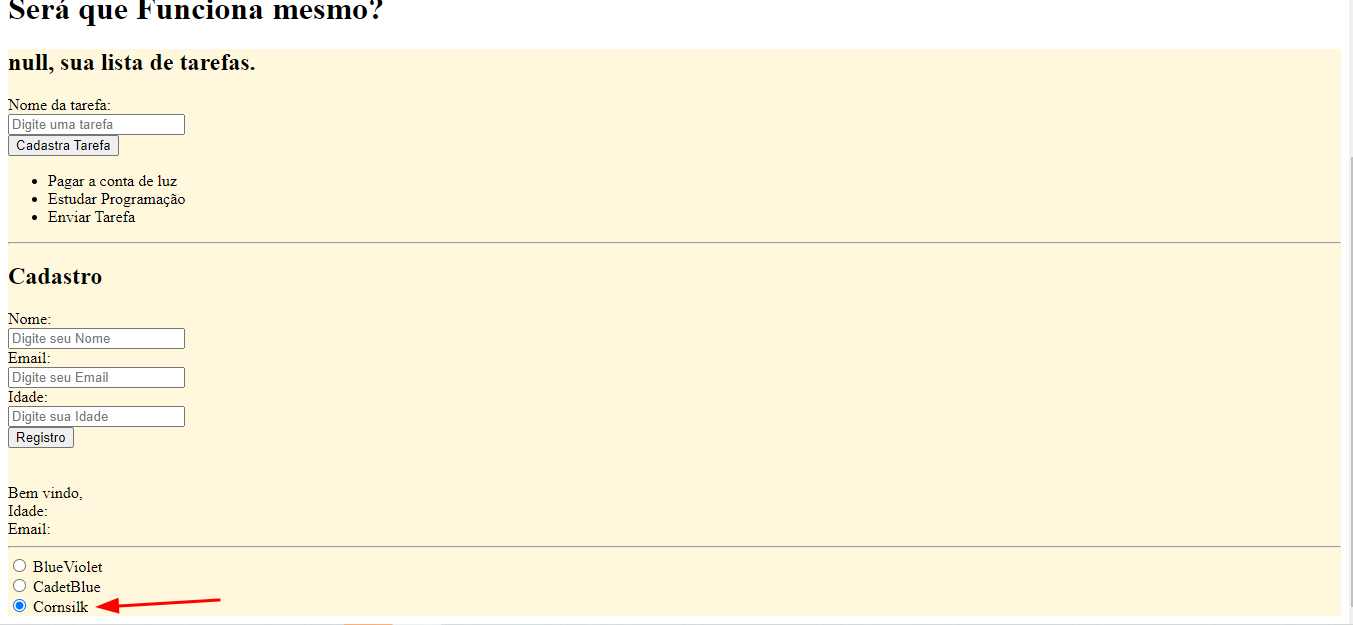 Será que Funciona mesmo?
null, sua lista de tarefas.
Nome da tarefa:
Digite uma tarefa
Cadastra Tarefa
Pagar a conta de luz
Estudar Programação
Enviar Tarefa
Cadastro
Nome:
Digite seu Nome
Email:
Digite seu Email
Idade:
Digite sua Idade
Registro
Bem vindo,
Idade:
Email:
BlueViolet
CadetBlue
Cornsilk